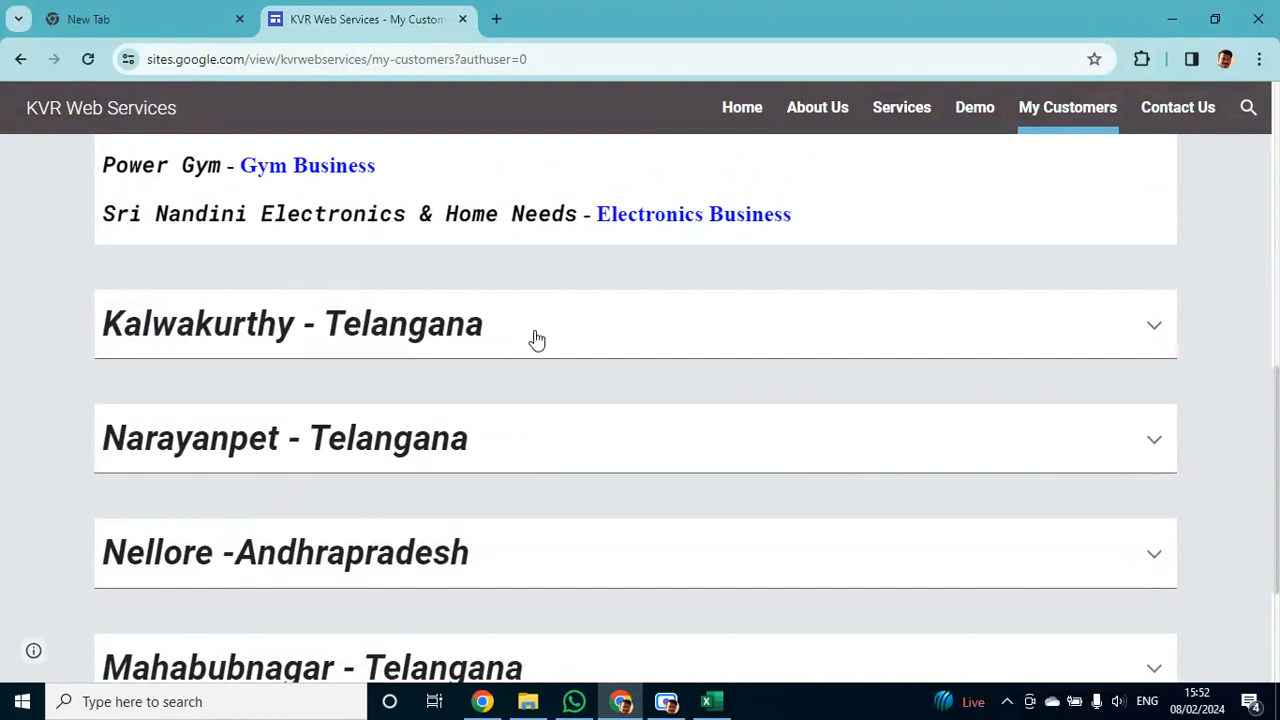 New Tab
KVR Web Services - My Custom
sites.google.com/view/kvrwebservices/my-customers?authuser=0
KVR Web Services
Home
About Us
Services
Demo
My Customers
Contact Us
Power Gym - Gym Business
Sri Nandini Electronics & Home Needs - Electronics Business
Kalwakurthy - Telangana
Narayanpet - Telangana
Nellore -Andhrapradesh
Mahabubnagar - Telangana
Type here to search
Live
ENG
15:52
08/02/2024
4